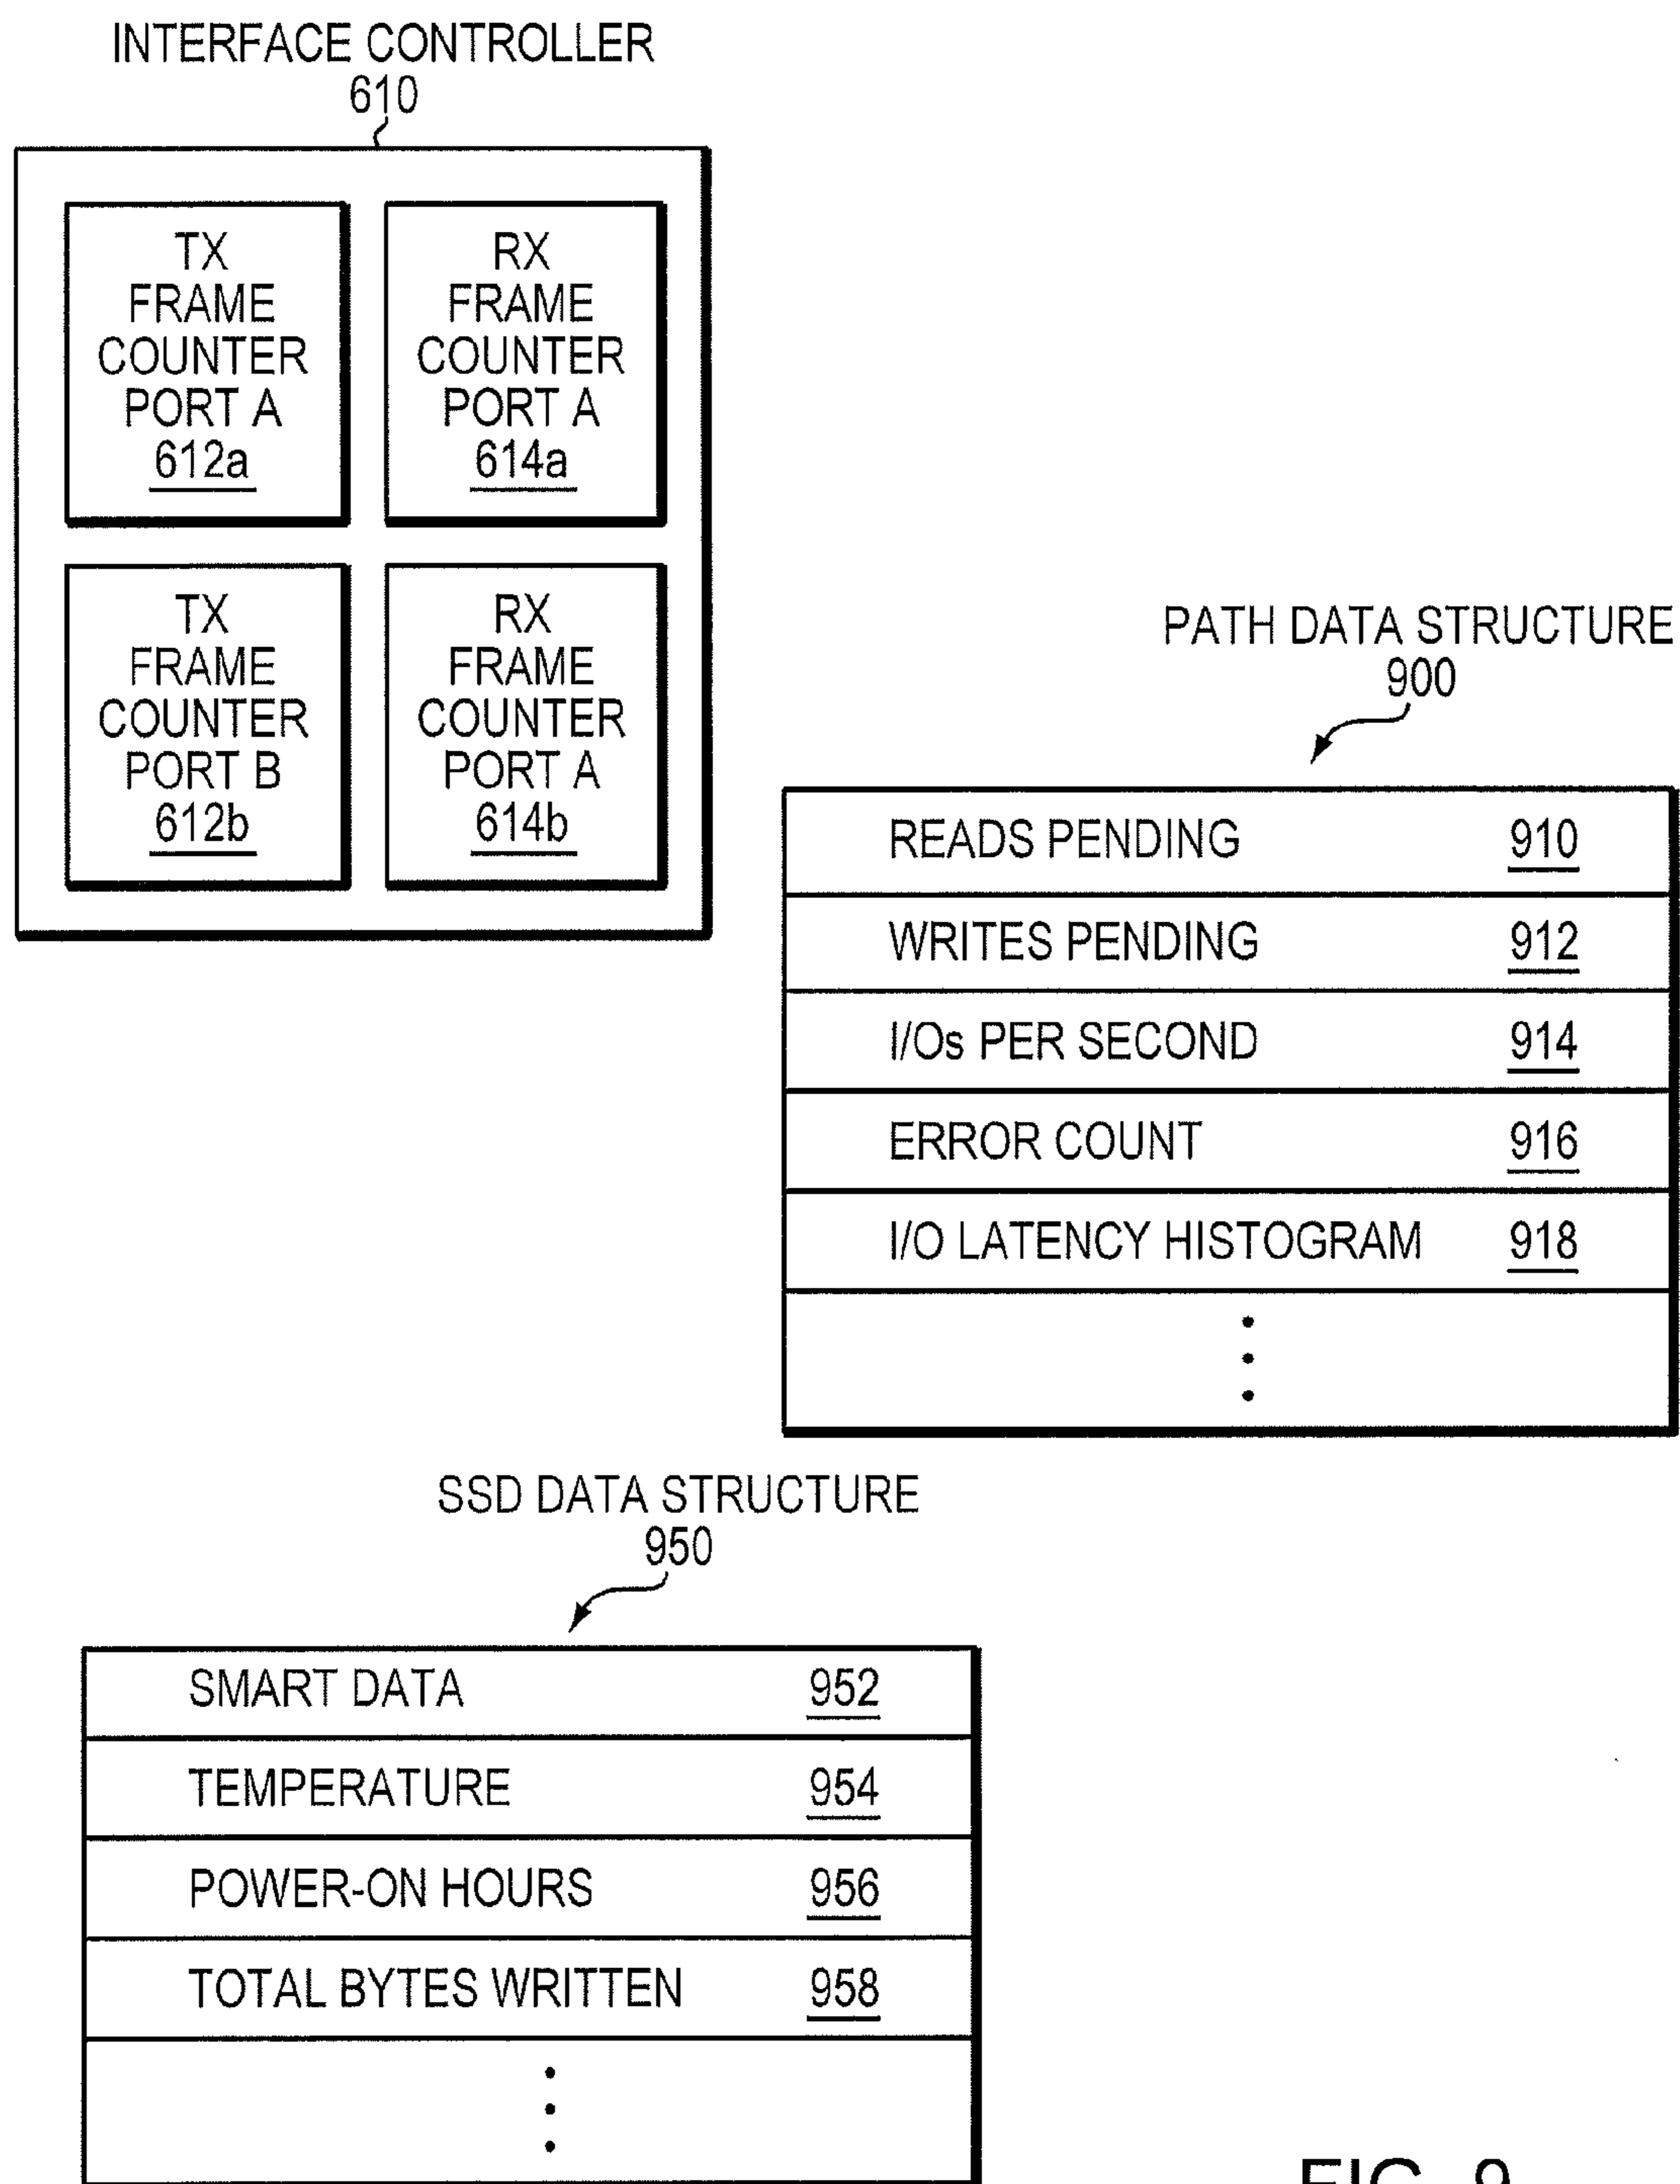 INTERFACE CONTROLLER
610
TX
FRAME
COUNTER
PORT A
612a
RX
FRAME
COUNTER
PORT A
614a
TX
FRAME
COUNTER
PORT B
612b
RX
FRAME
COUNTER
PORT A
614b
PATH DATA STRUCTURE
900
READS PENDING 910
WRITES PENDING 912
I/Os PER SECOND 914
ERROR COUNT 916
I/O LATENCY HISTOGRAM 918
SSD DATA STRUCTURE
950
SMART DATA 952
TEMPERATURE 954
POWER-ON HOURS 956
TOTAL BYTES WRITTEN 958
FIG. 9